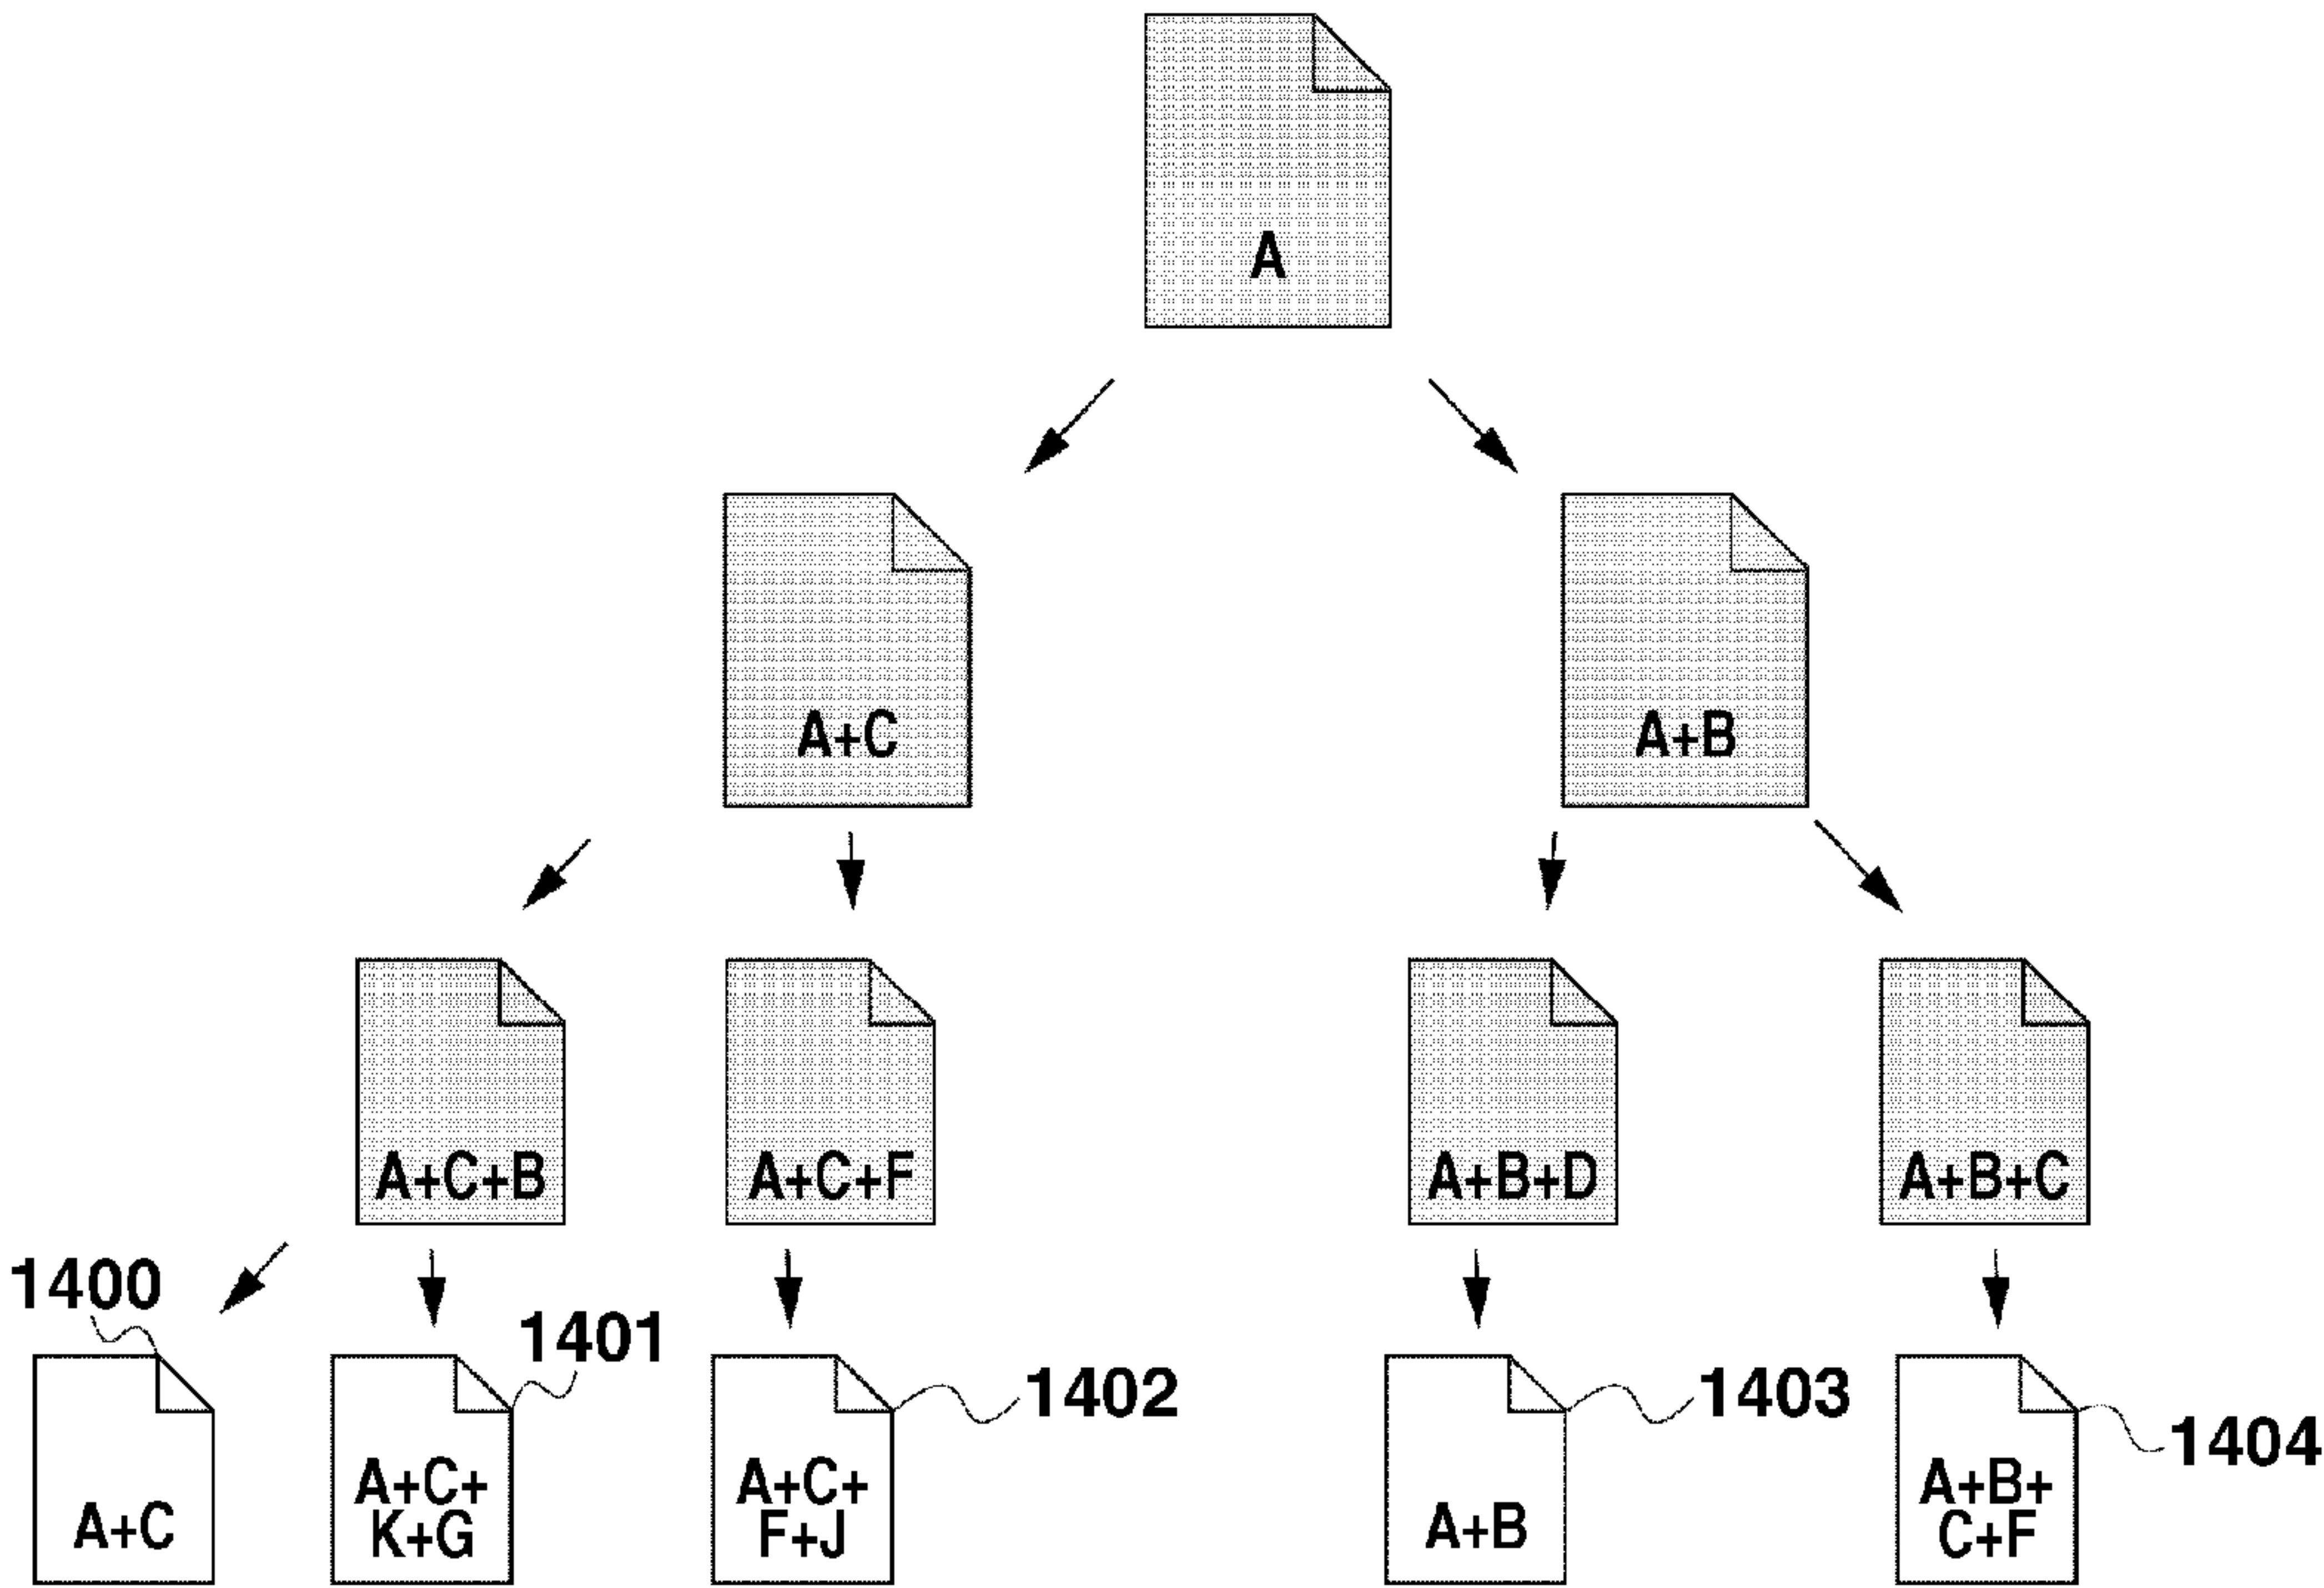 A
A+C
A+B
A+C+B
A+C+F
A+B+D
A+B+C
1400
1401
1402
1403
1404
A+C
A+C+
K+G
A+C+
F+J
A+B
A+B+
C+F